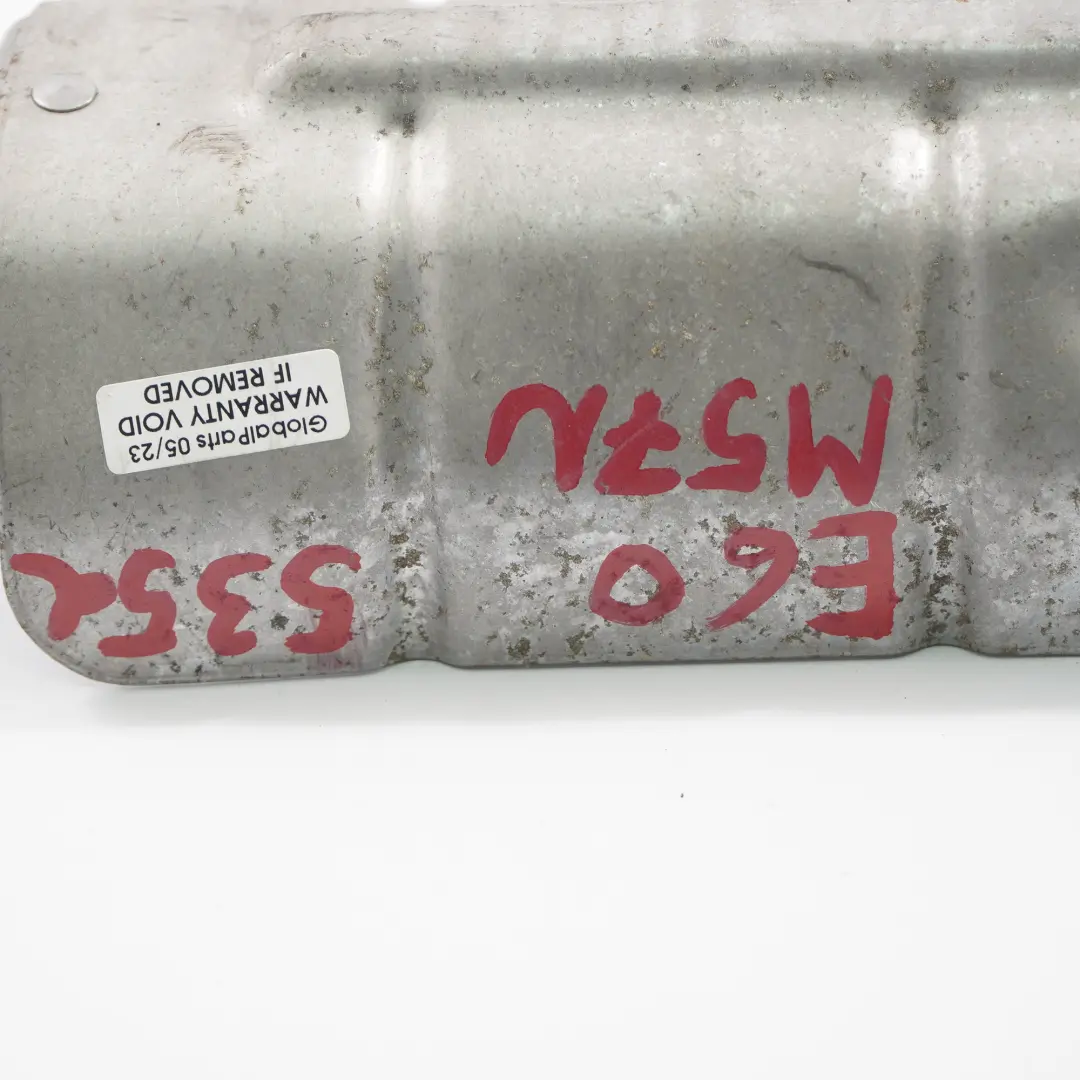 E60 535d
M57N
GlobalParts 05/23
WARRANTY VOID
IF REMOVED